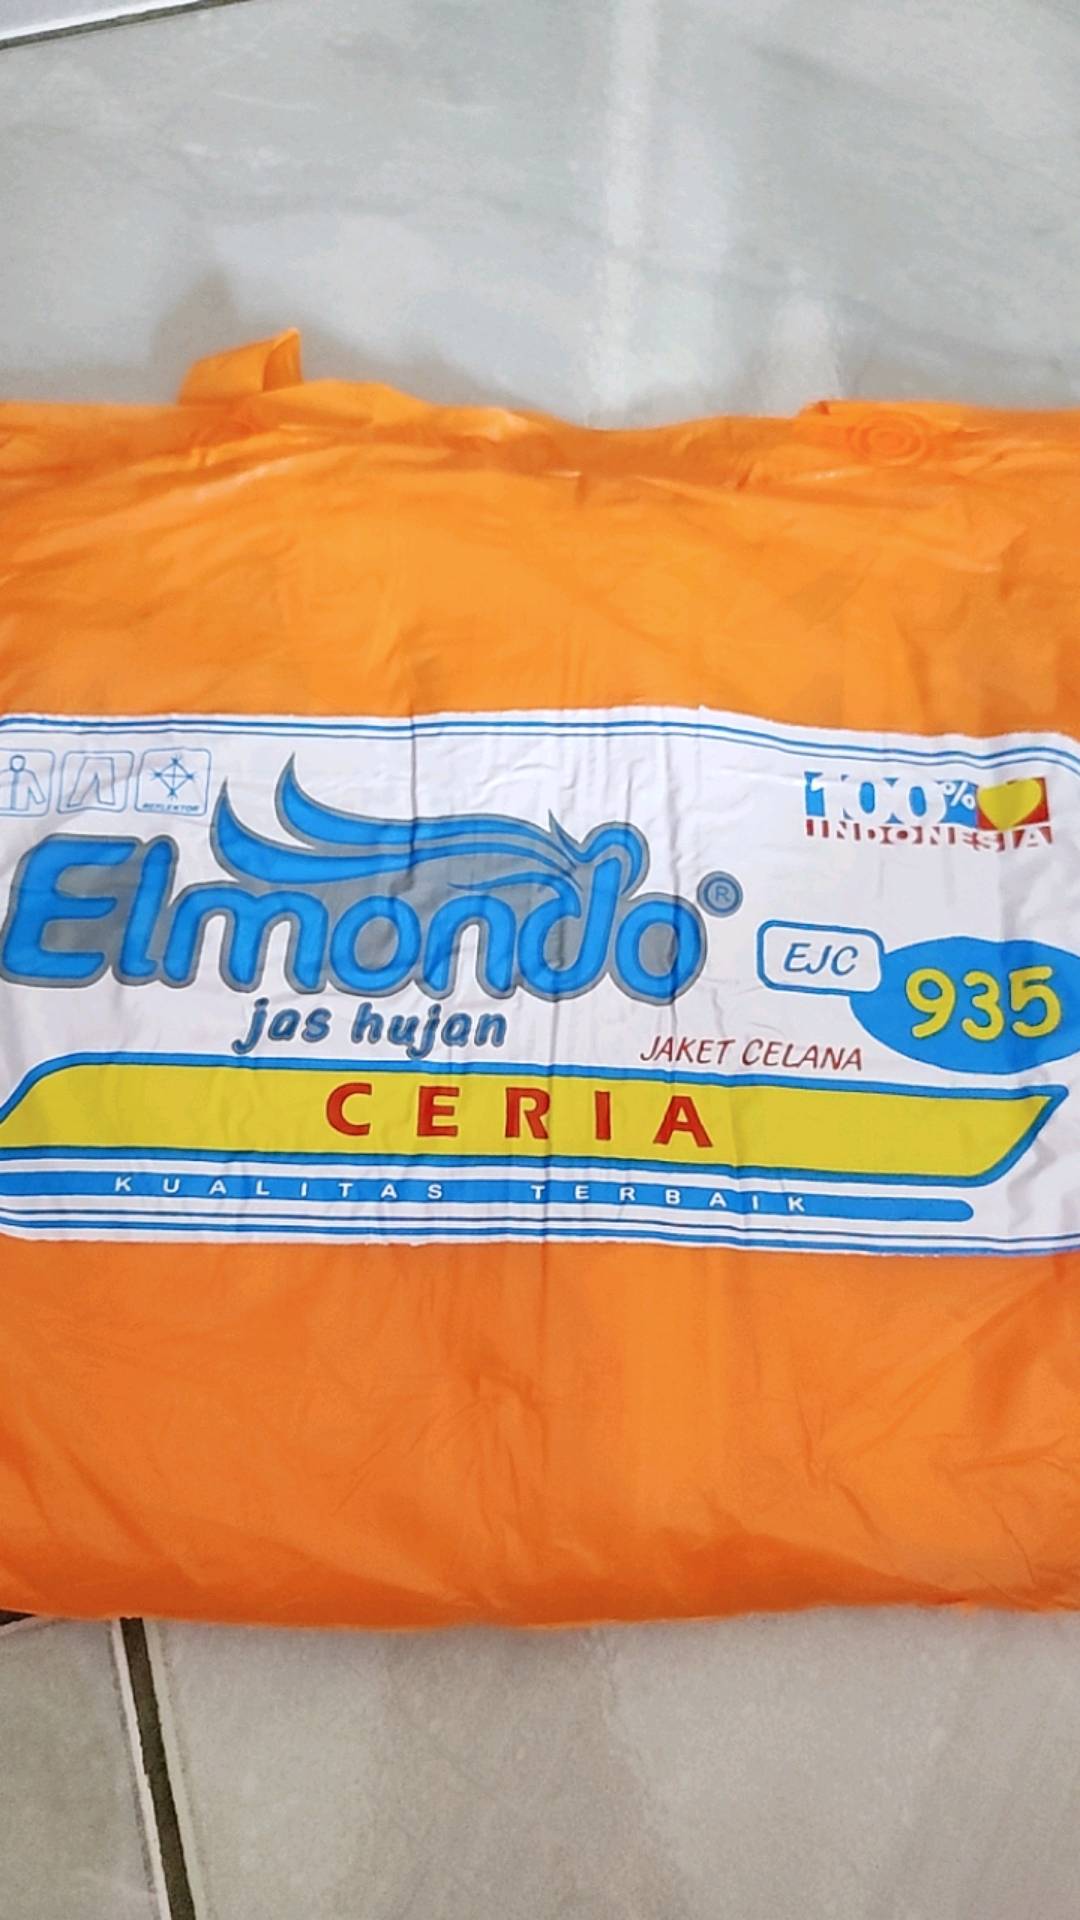 REFLEKTOR
100%
INDONESIA
Elmondo®
EJC
935
jas hujan
JAKET CELANA
CERIA
KUALITAS TERBAIK